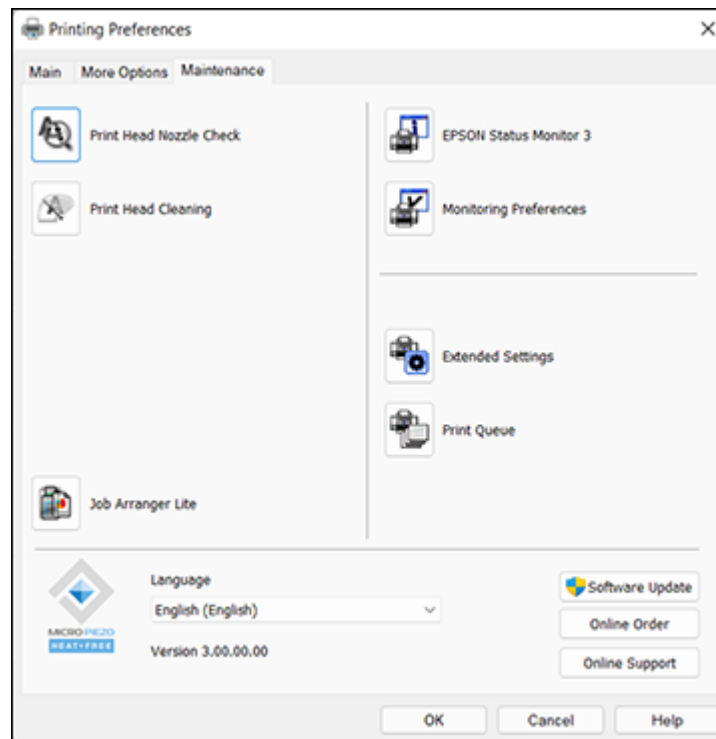 Printing Preferences
Main
More Options
Maintenance
Print Head Nozzle Check
Print Head Cleaning
Job Arranger Lite
EPSON Status Monitor 3
Monitoring Preferences
Extended Settings
Print Queue
MICRO PIEZO
HEAT-FREE
Language
English (English)
Version 3.00.00.00
Software Update
Online Order
Online Support
OK
Cancel
Help